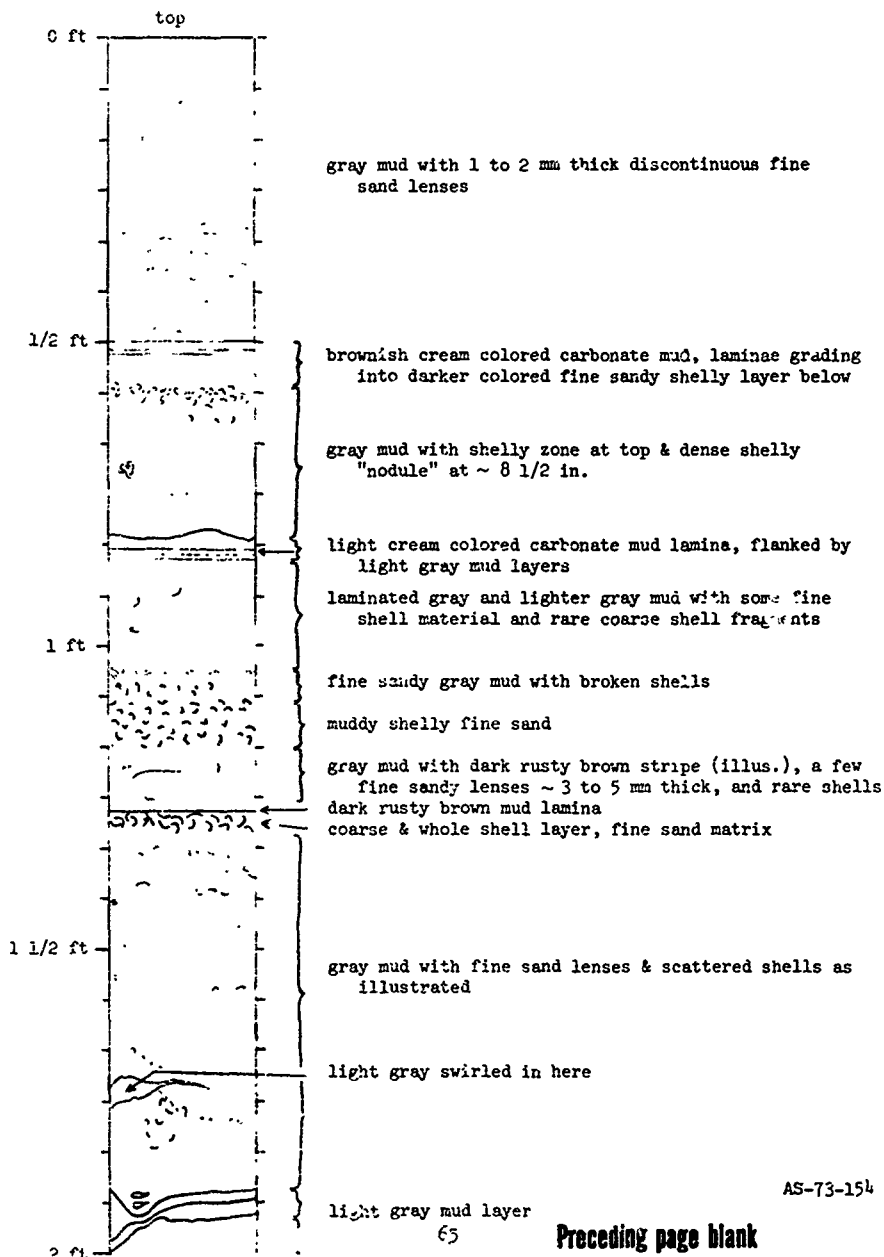 top
0 ft
gray mud with 1 to 2 mm thick discontinuous fine
sand lenses
1/2 ft
brownish cream colored carbonate mud, laminae grading
into darker colored fine sandy shelly layer below
gray mud with shelly zone at top & dense shelly
"nodule" at ~ 8 1/2 in.
light cream colored carbonate mud lamina, flanked by
light gray mud layers
laminated gray and lighter gray mud with some fine
shell material and rare coarse shell fragments
1 ft
fine sandy gray mud with broken shells
muddy shelly fine sand
gray mud with dark rusty brown stripe (illus.), a few
fine sandy lenses ~ 3 to 5 mm thick, and rare shells
dark rusty brown mud lamina
coarse & whole shell layer, fine sand matrix
1 1/2 ft
gray mud with fine sand lenses & scattered shells as
illustrated
light gray swirled in here
light gray mud layer
2 ft
AS-73-154
65
Preceding page blank